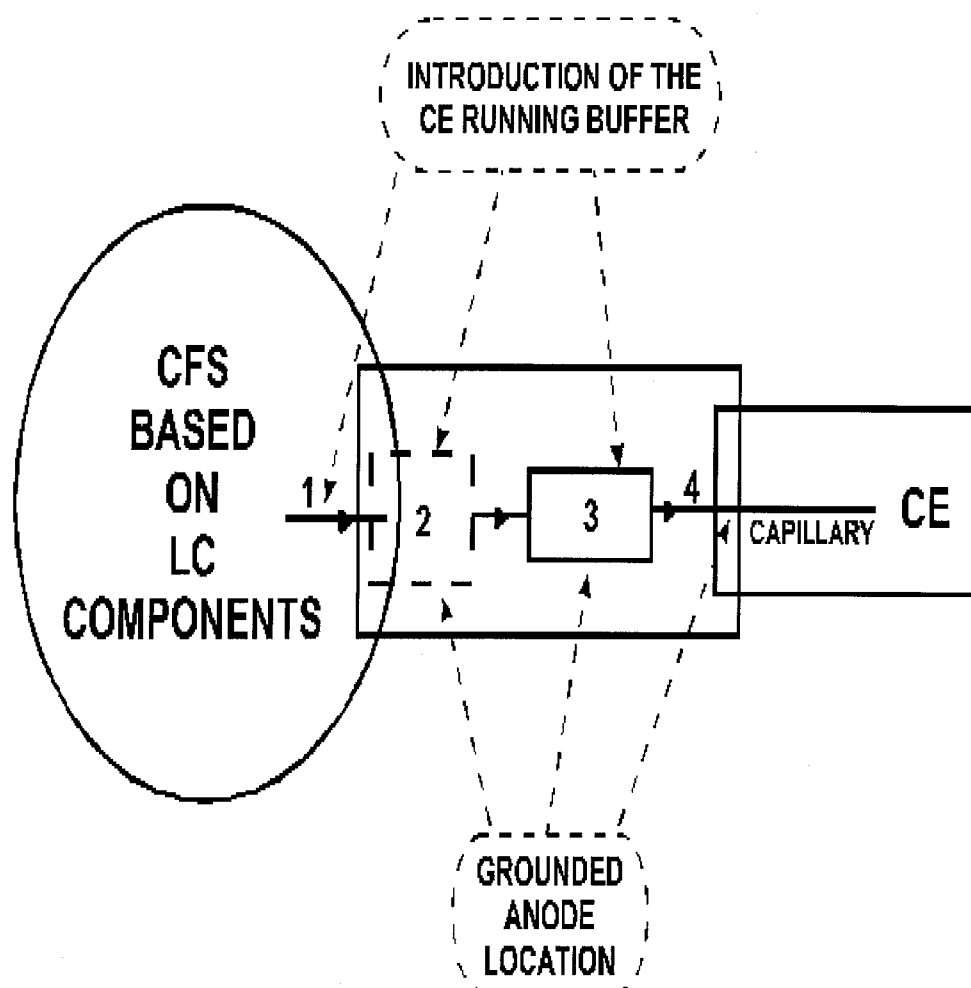 INTRODUCTION OF THE
CE RUNNING BUFFER
CFS
BASED
ON
LC
COMPONENTS
1
2
3
4
CAPILLARY
CE
GROUNDED
ANODE
LOCATION